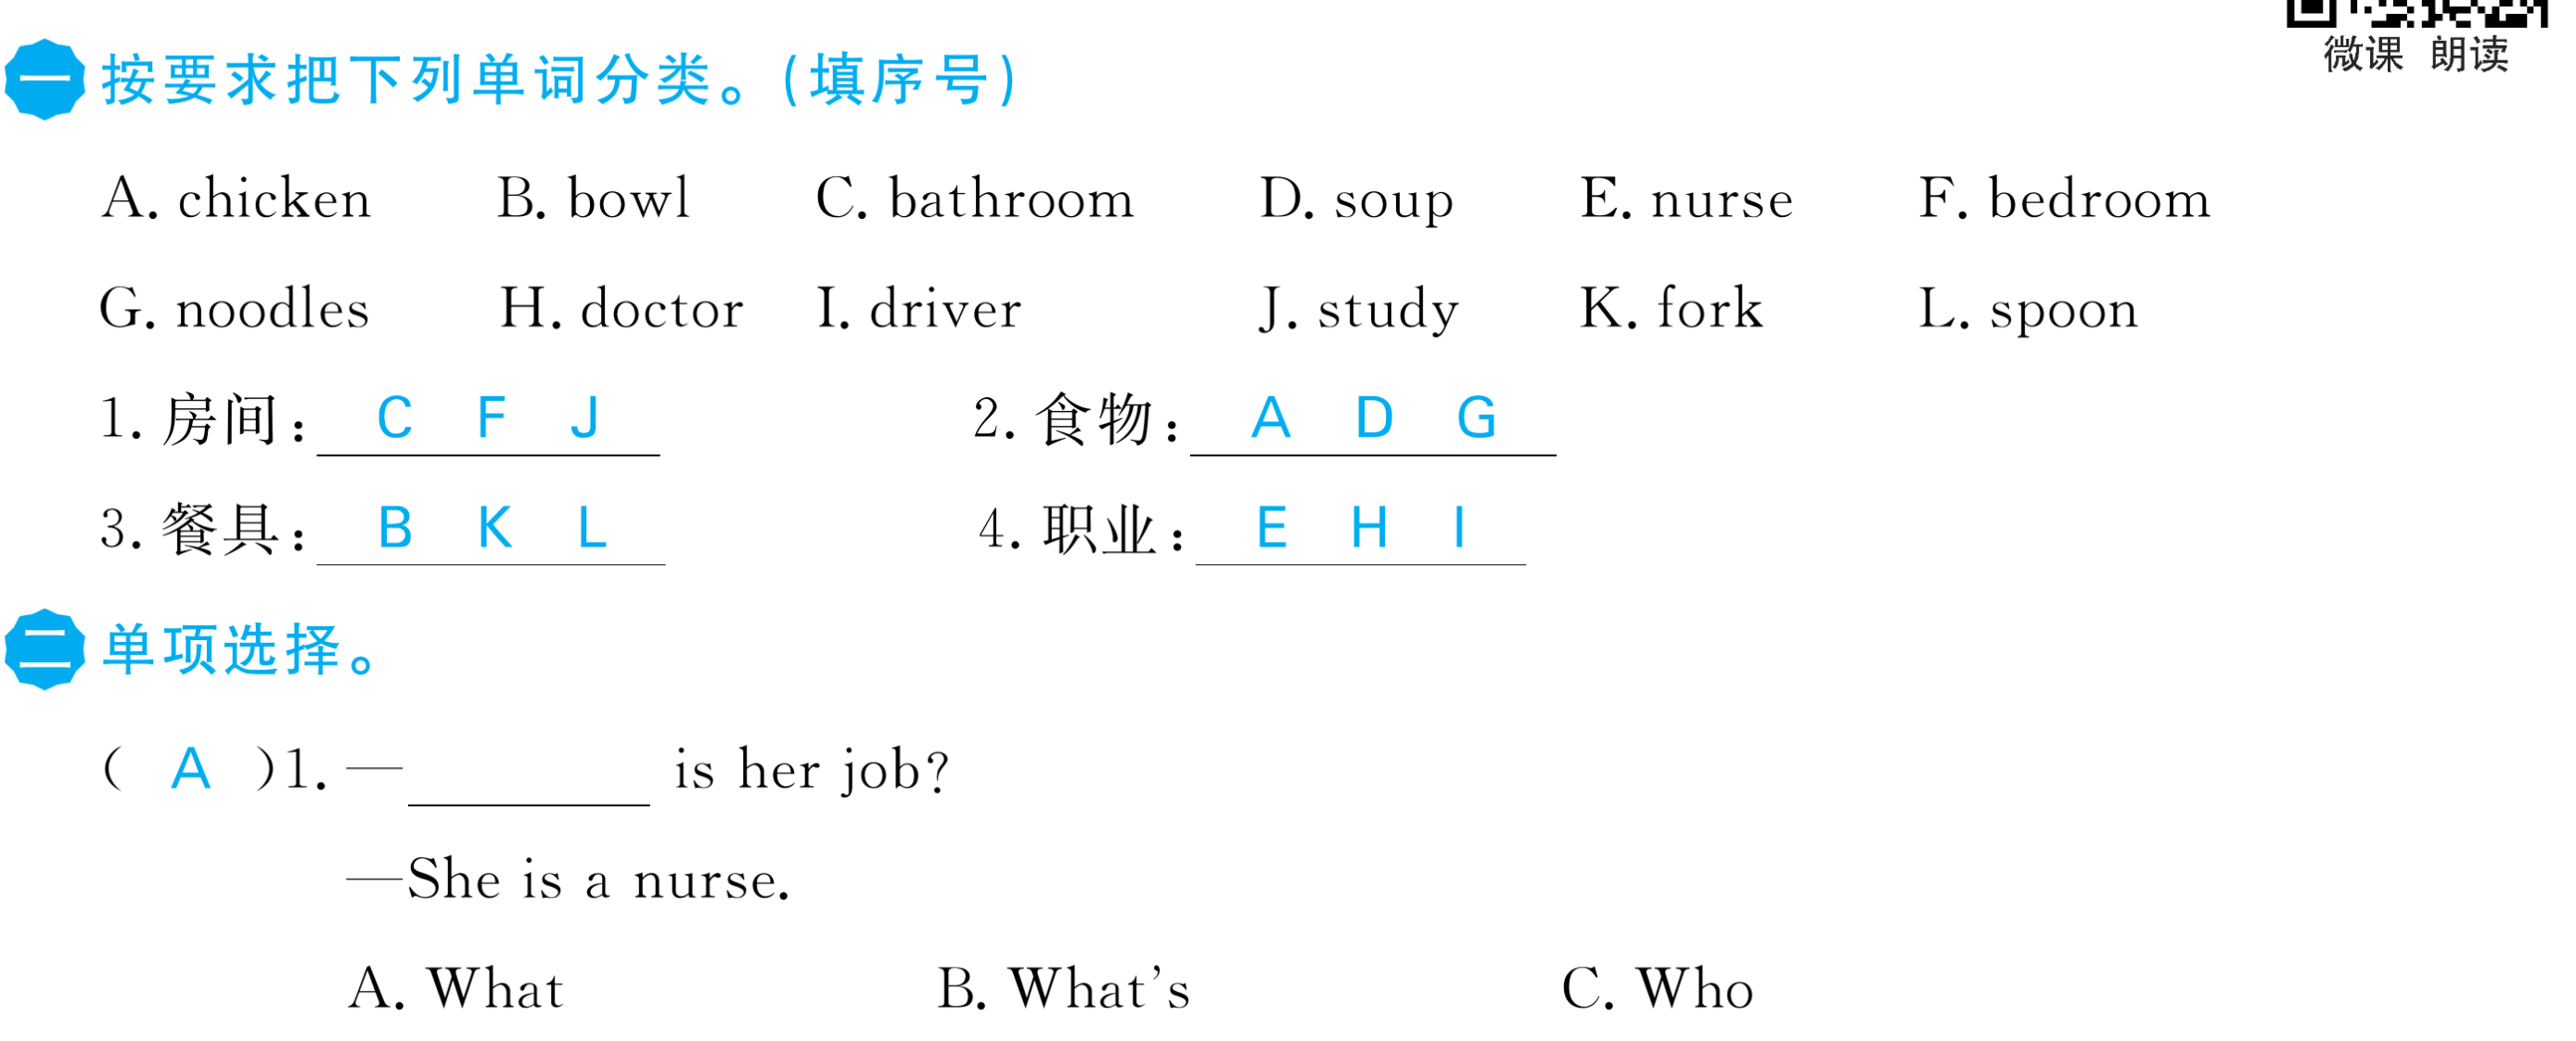 微课 朗读
一 按要求把下列单词分类。(填序号)
A. chicken B. bowl C. bathroom D. soup E. nurse F. bedroom
G. noodles H. doctor I. driver J. study K. fork L. spoon
1. 房间: C F J 2. 食物: A D G
3. 餐具: B K L 4. 职业: E H I
二 单项选择。
( A )1. —________ is her job?
—She is a nurse.
A. What B. What's C. Who